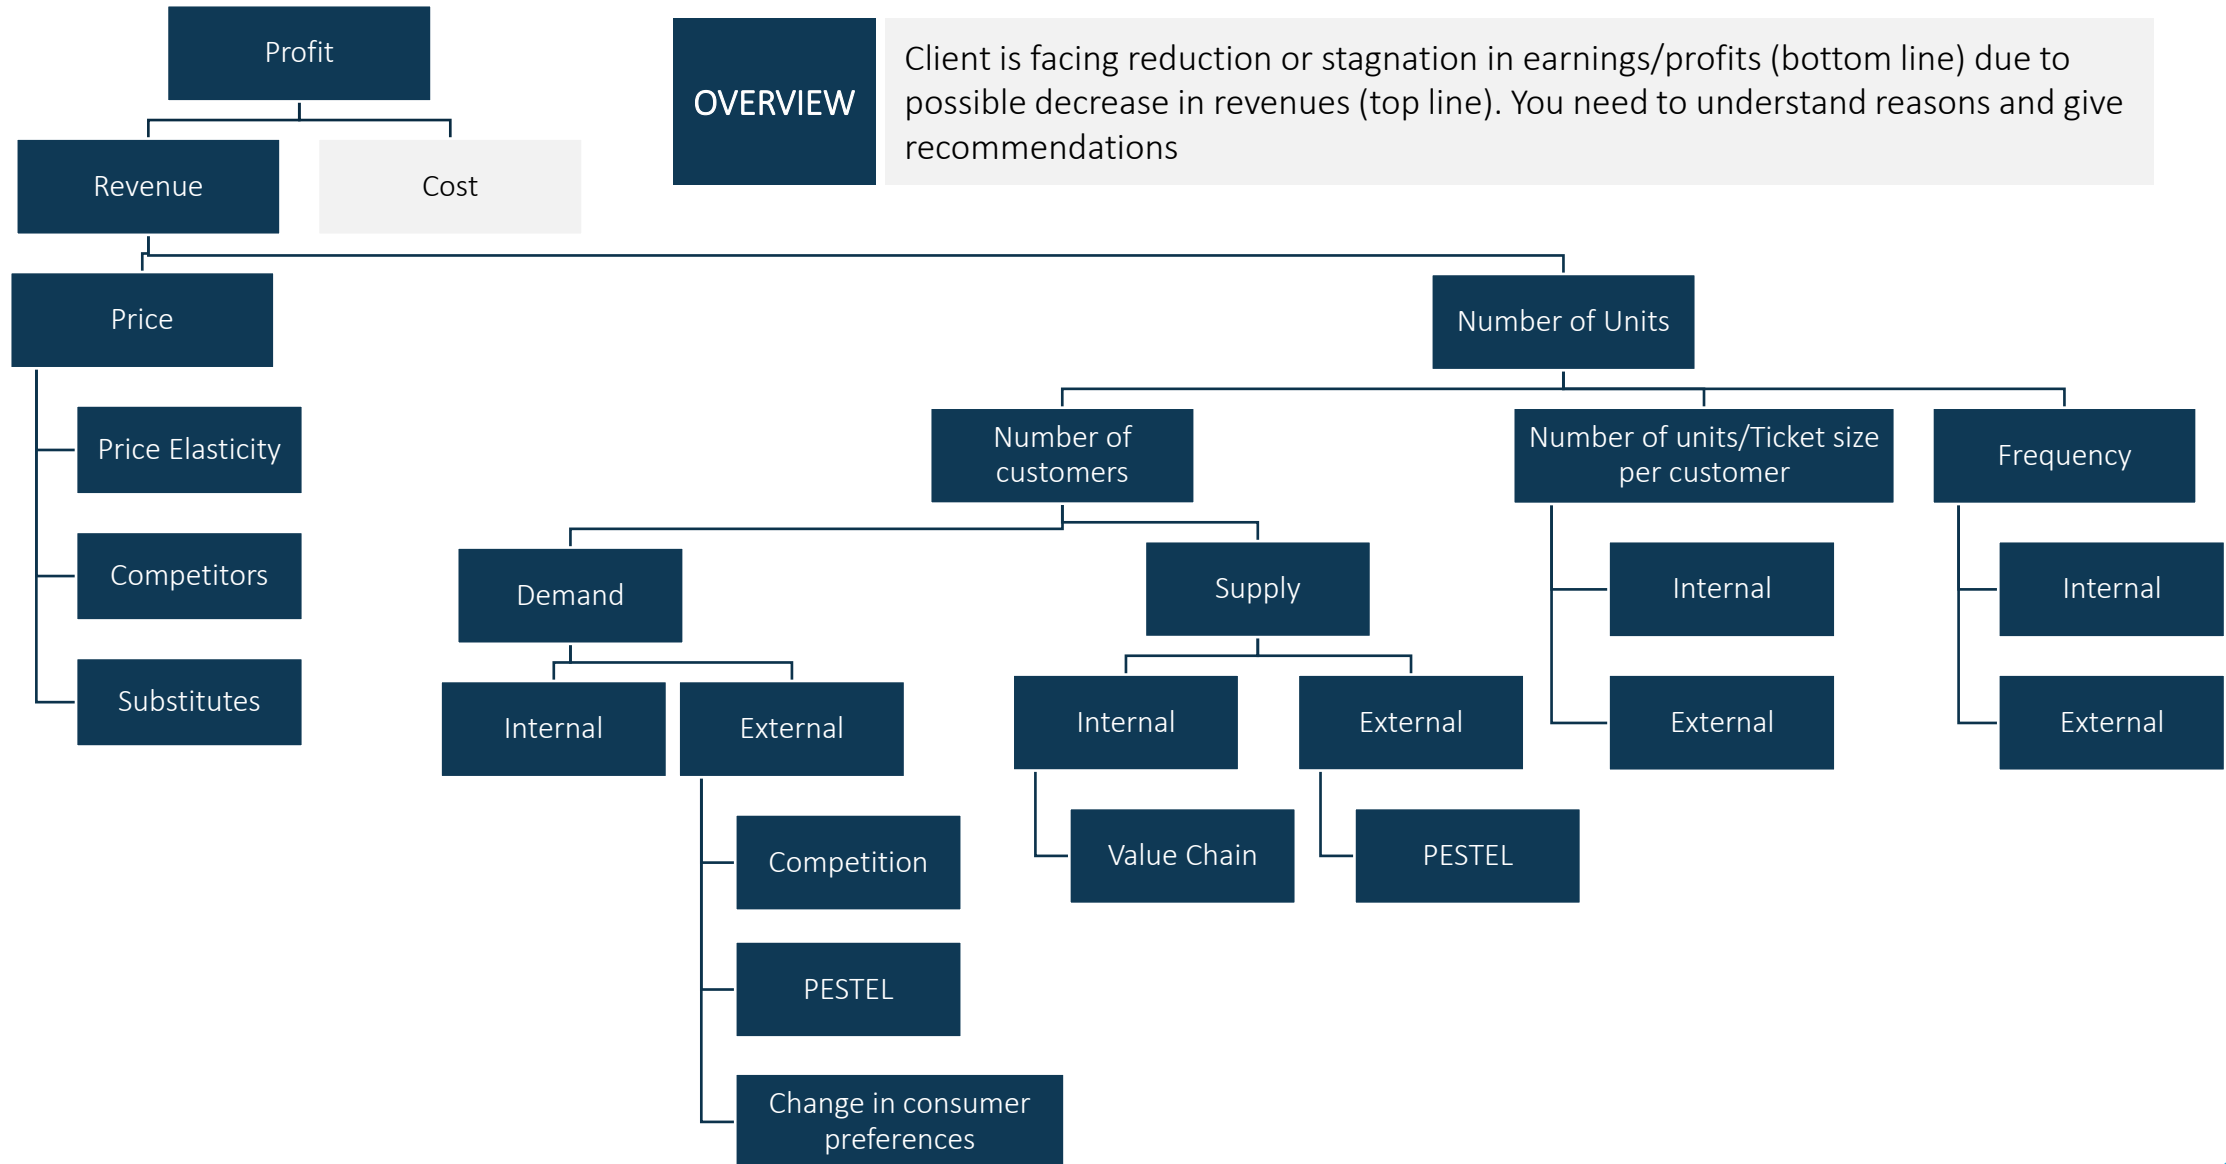 Profit
OVERVIEW
Client is facing reduction or stagnation in earnings/profits (bottom line) due to
possible decrease in revenues (top line). You need to understand reasons and give
recommendations
Revenue
Cost
Price
Number of Units
Price Elasticity
Competitors
Substitutes
Number of
customers
Number of units/Ticket size
per customer
Frequency
Demand
Supply
Internal
External
Internal
External
Internal
External
Internal
External
Competition
PESTEL
Change in consumer
preferences
Value Chain
PESTEL